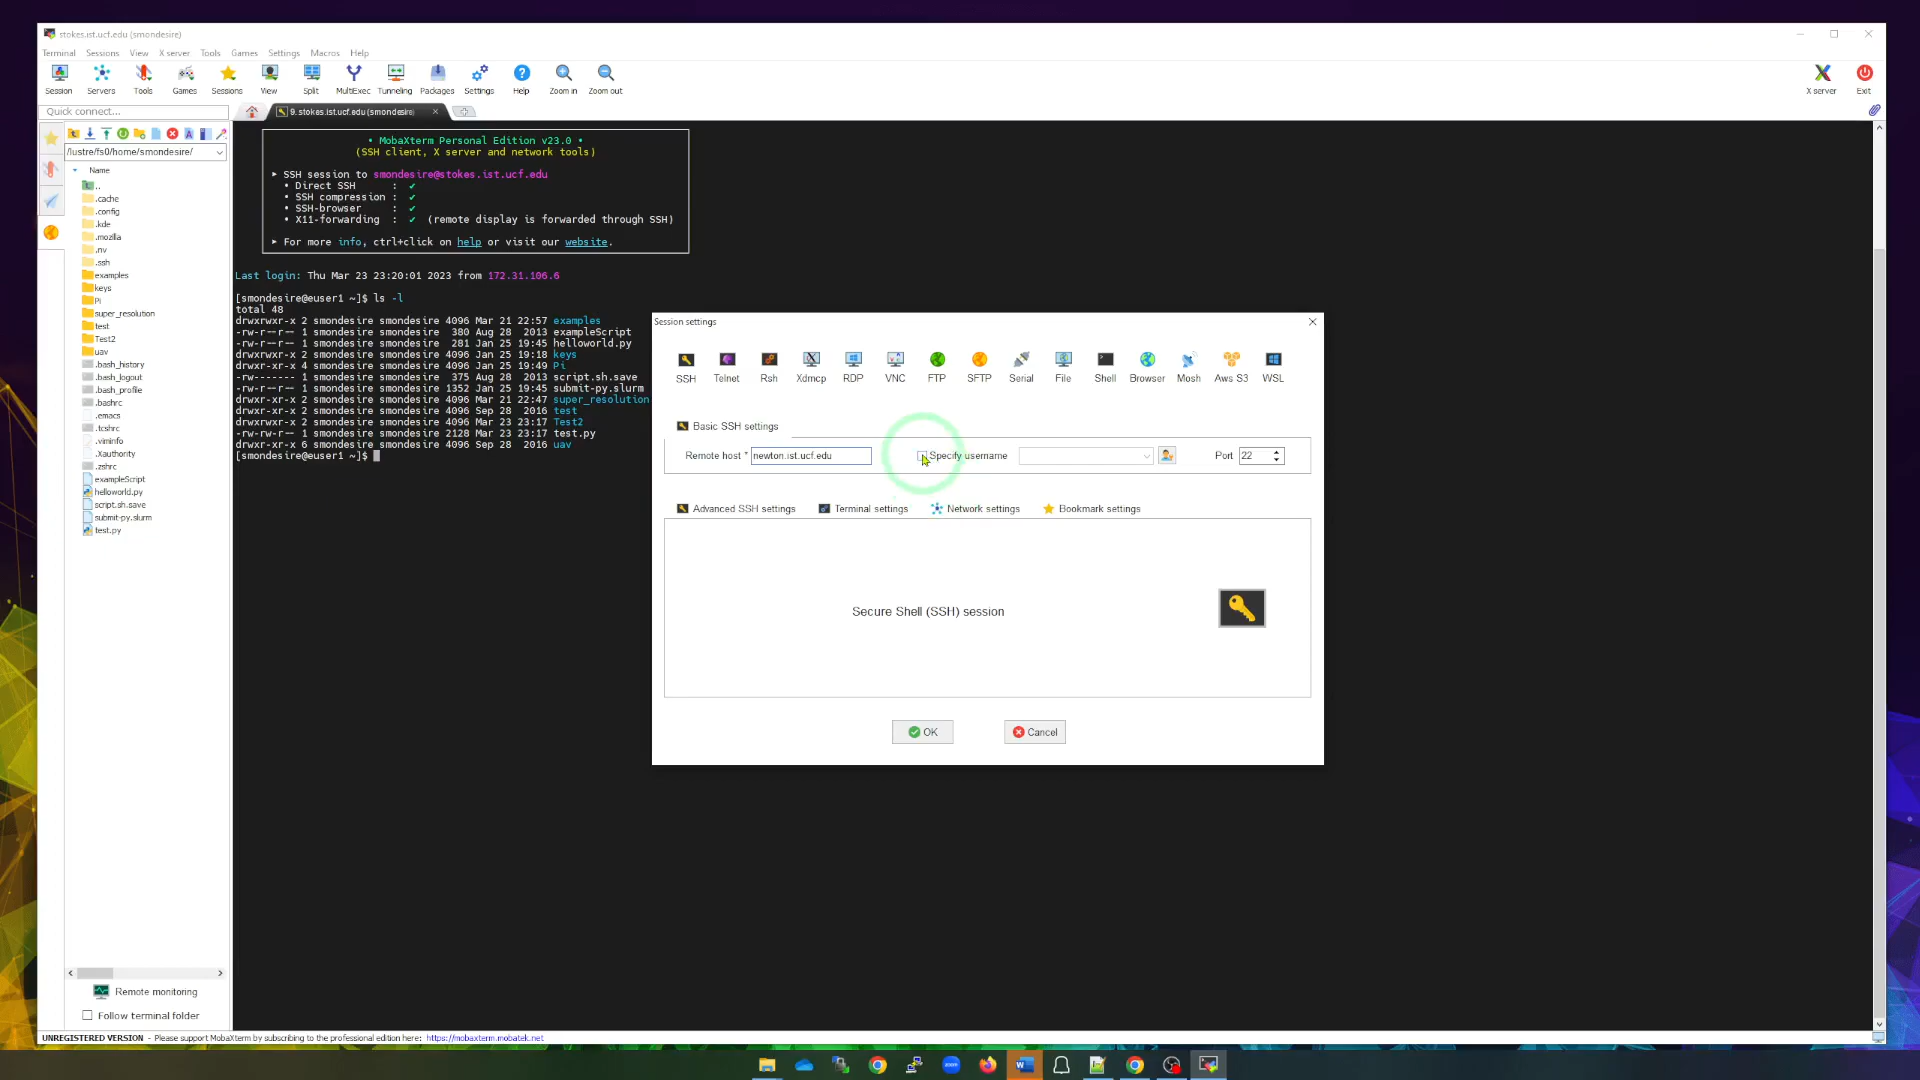 stokes.ist.ucf.edu (smondesire)
Terminal Sessions View X server Tools Games Settings Macros Help
Session Servers Tools Games Sessions View Split MultiExec Tunneling Packages Settings Help Zoom in Zoom out X server Exit
Quick connect...
9. stokes.ist.ucf.edu (smondesire)
/lustre/fs0/home/smondesire/
Name
..
.cache
.config
.kde
.mozilla
.nv
.ssh
examples
keys
Pi
super_resolution
test
Test2
uav
.bash_history
.bash_logout
.bash_profile
.bashrc
.emacs
.tcshrc
.viminfo
.Xauthority
.zshrc
exampleScript
helloworld.py
script.sh.save
submit-py.slurm
test.py
Remote monitoring
Follow terminal folder
• MobaXterm Personal Edition v23.0 •
(SSH client, X server and network tools)
▸ SSH session to smondesire@stokes.ist.ucf.edu
• Direct SSH : ✔
• SSH compression : ✔
• SSH-browser : ✔
• X11-forwarding : ✔ (remote display is forwarded through SSH)
▸ For more info, ctrl+click on help or visit our website.
Last login: Thu Mar 23 23:20:01 2023 from 172.31.106.6
[smondesire@euser1 ~]$ ls -l
total 48
drwxrwxr-x 2 smondesire smondesire 4096 Mar 21 22:57 examples
-rw-r--r-- 1 smondesire smondesire 380 Aug 28 2013 exampleScript
-rw-r--r-- 1 smondesire smondesire 281 Jan 25 19:45 helloworld.py
drwxrwxr-x 2 smondesire smondesire 4096 Jan 25 19:18 keys
drwxrwxr-x 4 smondesire smondesire 4096 Jan 25 19:49 Pi
-rw------- 1 smondesire smondesire 375 Aug 28 2013 script.sh.save
-rw-rw-r-- 1 smondesire smondesire 1352 Jan 25 19:45 submit-py.slurm
drwxrwxr-x 2 smondesire smondesire 4096 Mar 21 22:47 super_resolution
drwxr-xr-x 2 smondesire smondesire 4096 Sep 28 2016 test
drwxrwxr-x 2 smondesire smondesire 4096 Mar 23 23:17 Test2
-rw-rw-r-- 1 smondesire smondesire 2128 Mar 23 23:17 test.py
drwxr-xr-x 6 smondesire smondesire 4096 Sep 28 2016 uav
[smondesire@euser1 ~]$
Session settings
SSH Telnet Rsh Xdmcp RDP VNC FTP SFTP Serial File Shell Browser Mosh Aws S3 WSL
Basic SSH settings
Remote host * newton.ist.ucf.edu Specify username Port 22
Advanced SSH settings Terminal settings Network settings Bookmark settings
Secure Shell (SSH) session
OK Cancel
UNREGISTERED VERSION - Please support MobaXterm by subscribing to the professional edition here: https://mobaxterm.mobatek.net